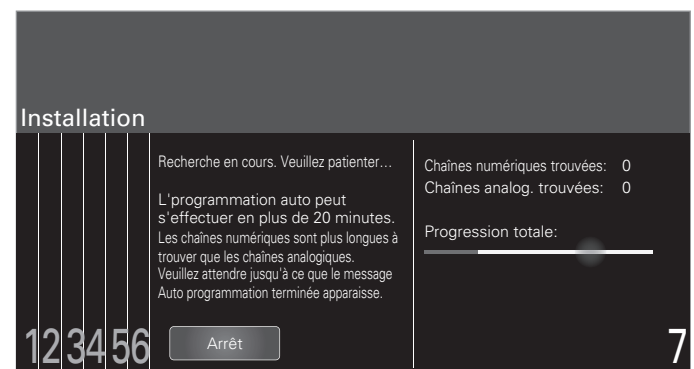 Installation
Recherche en cours. Veuillez patienter…
L'programmation auto peut
s'effectuer en plus de 20 minutes.
Les chaînes numériques sont plus longues à
trouver que les chaînes analogiques.
Veuillez attendre jusqu'à ce que le message
Auto programmation terminée apparaisse.
Arrêt
Chaînes numériques trouvées: 0
Chaînes analog. trouvées: 0
Progression totale:
123456
7